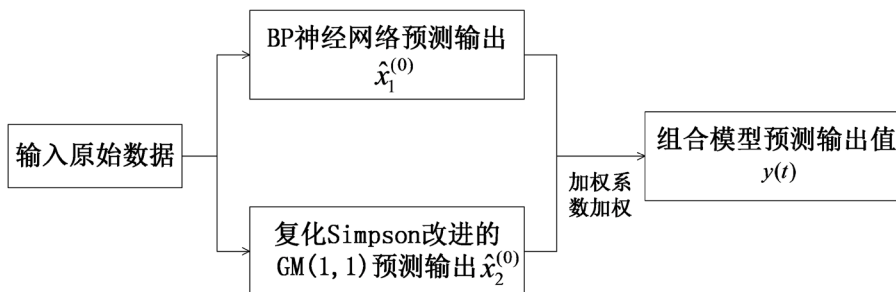 BP神经网络预测输出
x̂₁⁽⁰⁾
输入原始数据
复化Simpson改进的
GM(1,1)预测输出x̂₂⁽⁰⁾
加权系
数加权
组合模型预测输出值
y(t)